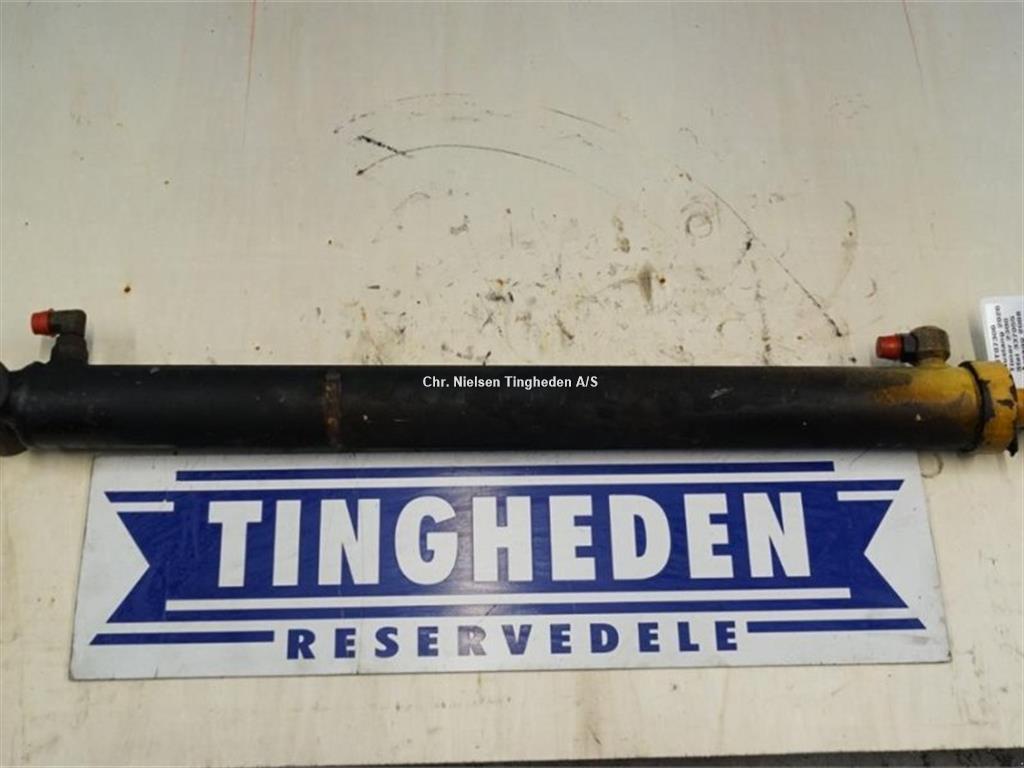 Chr. Nielsen Tingheden A/S
TINGHEDEN
RESERVEDELE